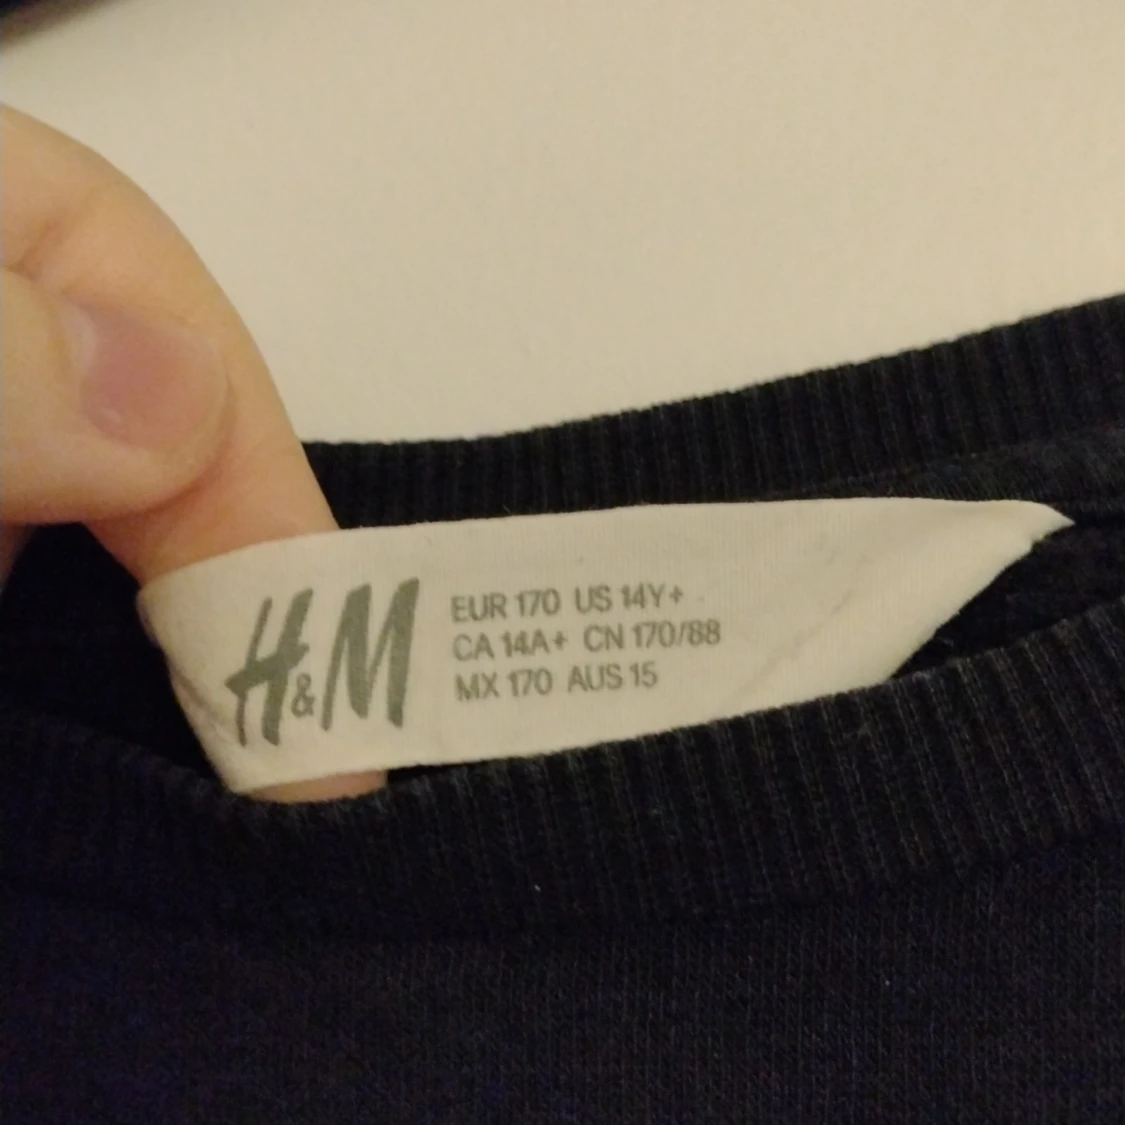 H&M
EUR 170 US 14Y+
CA 14A+ CN 170/88
MX 170 AUS 15